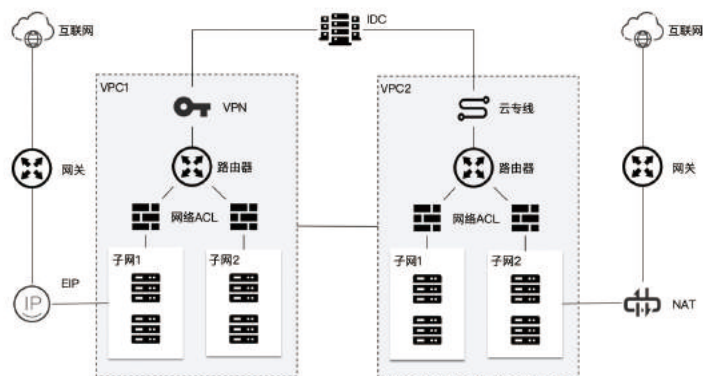 互联网
IDC
互联网
VPC1
VPC2
VPN
云专线
网关
路由器
路由器
网关
网络ACL
网络ACL
子网1
子网2
子网1
子网2
EIP
IP
NAT